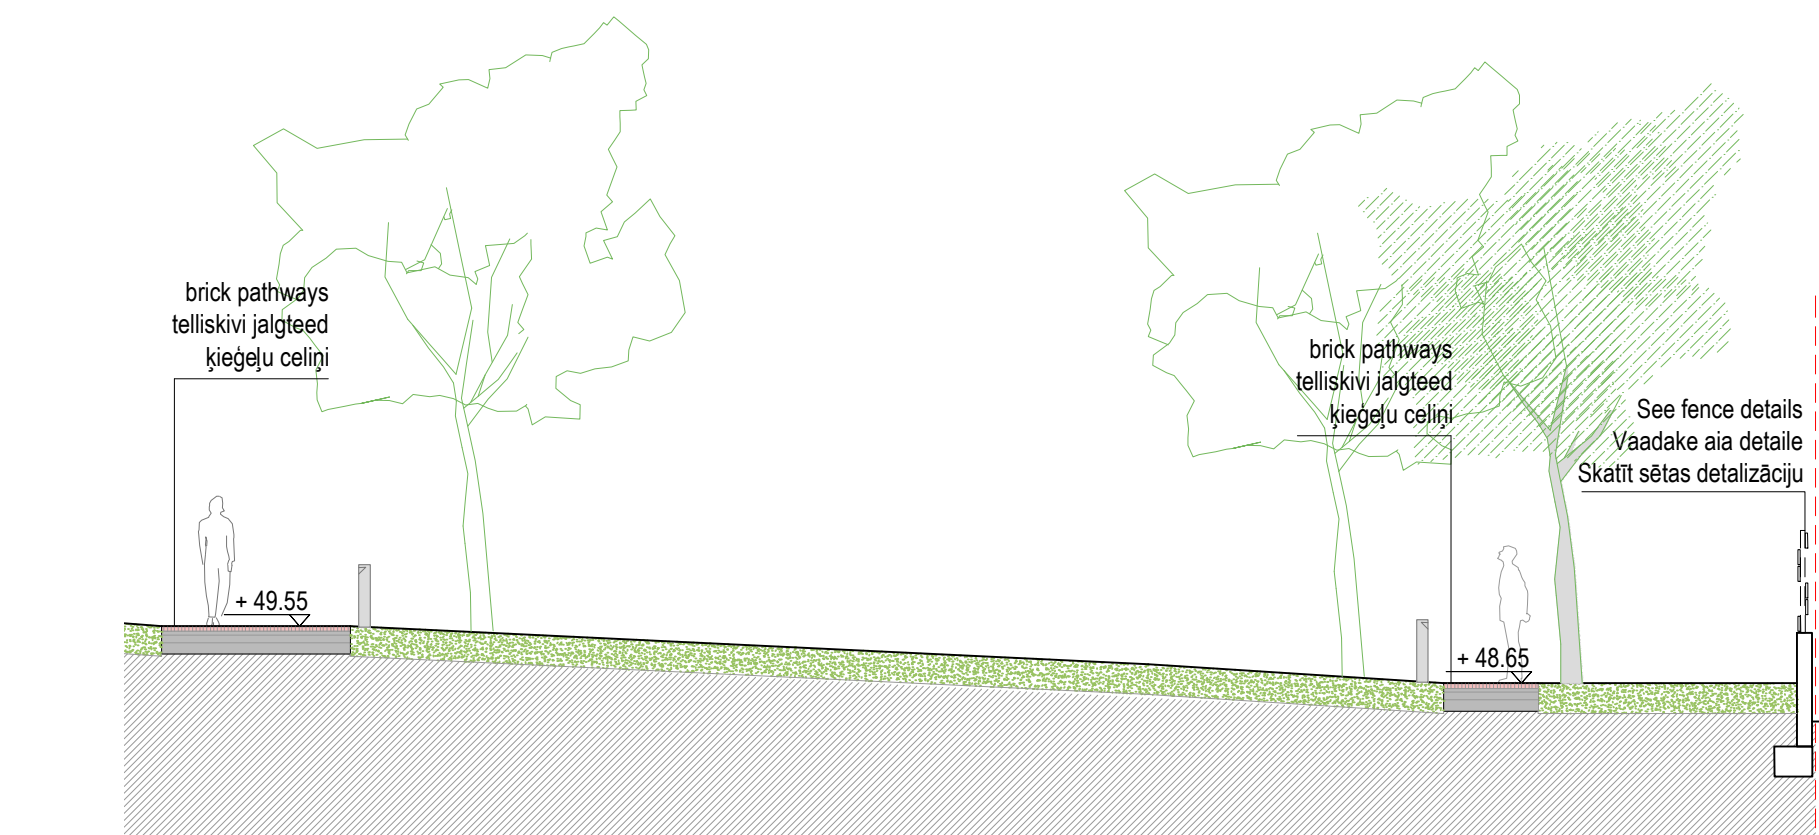 brick pathways
telliskivi jalgteed
ķieģeļu celiņi
brick pathways
telliskivi jalgteed
ķieģeļu celiņi
See fence details
Vaadake aia detaile
Skatīt sētas detalizāciju
+ 49.55
+ 48.65